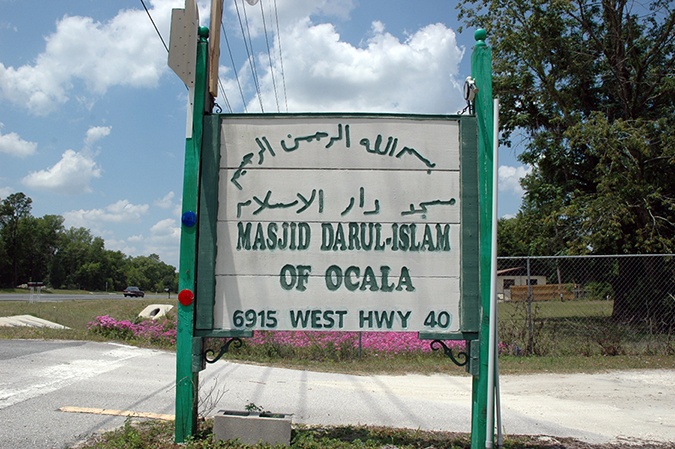 بسم الله الرحمن الرحيم
مسجد دار الاسلام
MASJID DARUL-ISLAM
OF OCALA
6915 WEST HWY 40